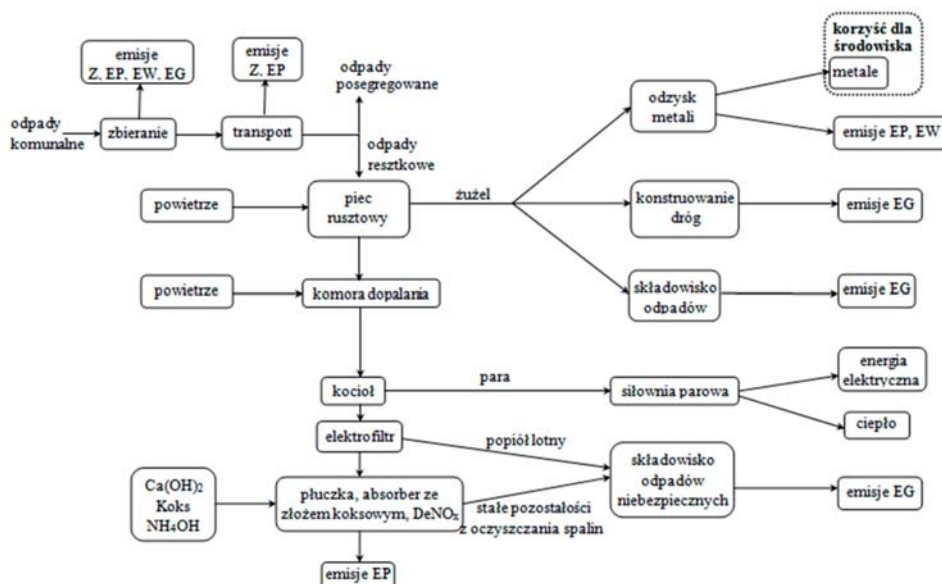 emisje
Z, EP, EW, EG
emisje
Z, EP
odpady
posegregowane
korzyść dla
środowiska
metale
odpady
komunalne
zbieranie
transport
odpady
resztkowe
odzysk
metali
emisje EP, EW
powietrze
piec
rusztowy
żużel
konstruowanie
dróg
emisje EG
powietrze
komora dopalania
składowisko
odpadów
emisje EG
kocioł
para
siłownia parowa
energia
elektryczna
ciepło
elektrofiltr
popiół lotny
składowisko
odpadów
niebezpiecznych
emisje EG
Ca(OH)₂
Koks
NH₄OH
płuczka, absorber ze
złożem koksowym, DeNOₓ
stałe pozostałości
z oczyszczania spalin
emisje EP